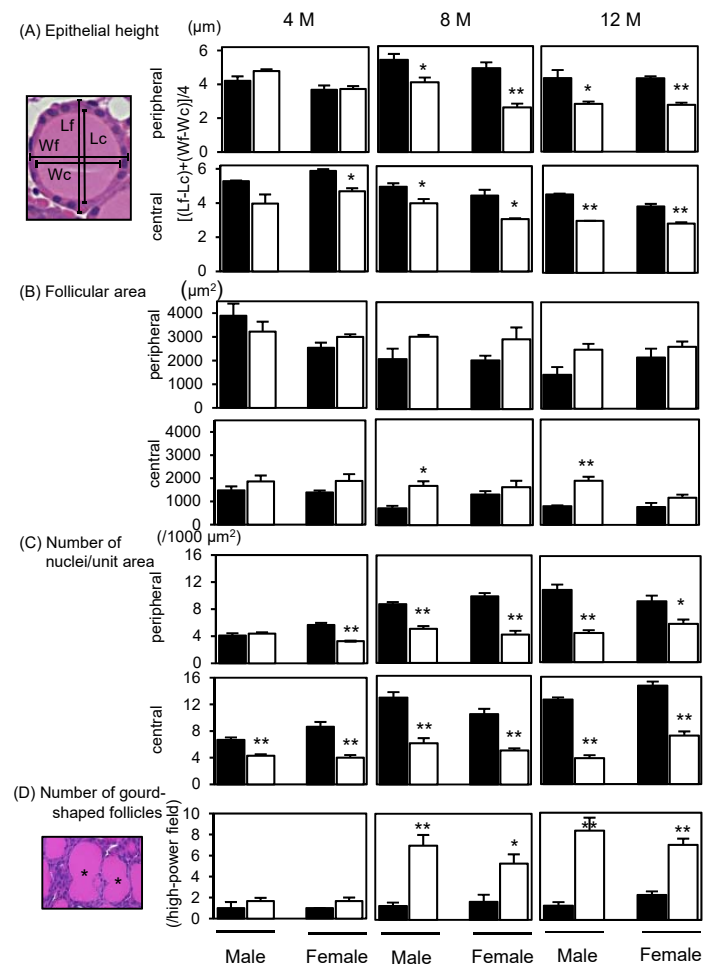 4 M 8 M 12 M
(A) Epithelial height (µm)
peripheral
6
4
2
0
* ** * **
[(Lf-Lc)+(Wf-Wc)]/4
Lf
Lc
Wf
Wc
central
6
4
2
0
* * * ** **
(B) Follicular area (µm²)
peripheral
4000
3000
2000
1000
0
central
4000
3000
2000
1000
0
* **
(C) Number of
nuclei/unit area
(/1000 µm²)
peripheral
16
12
8
4
0
** ** ** ** *
central
16
12
8
4
0
** ** ** ** ** **
(D) Number of gourd-
shaped follicles
(/high-power field)
10
8
6
4
2
0
** * ** **
* *
Male Female Male Female Male Female